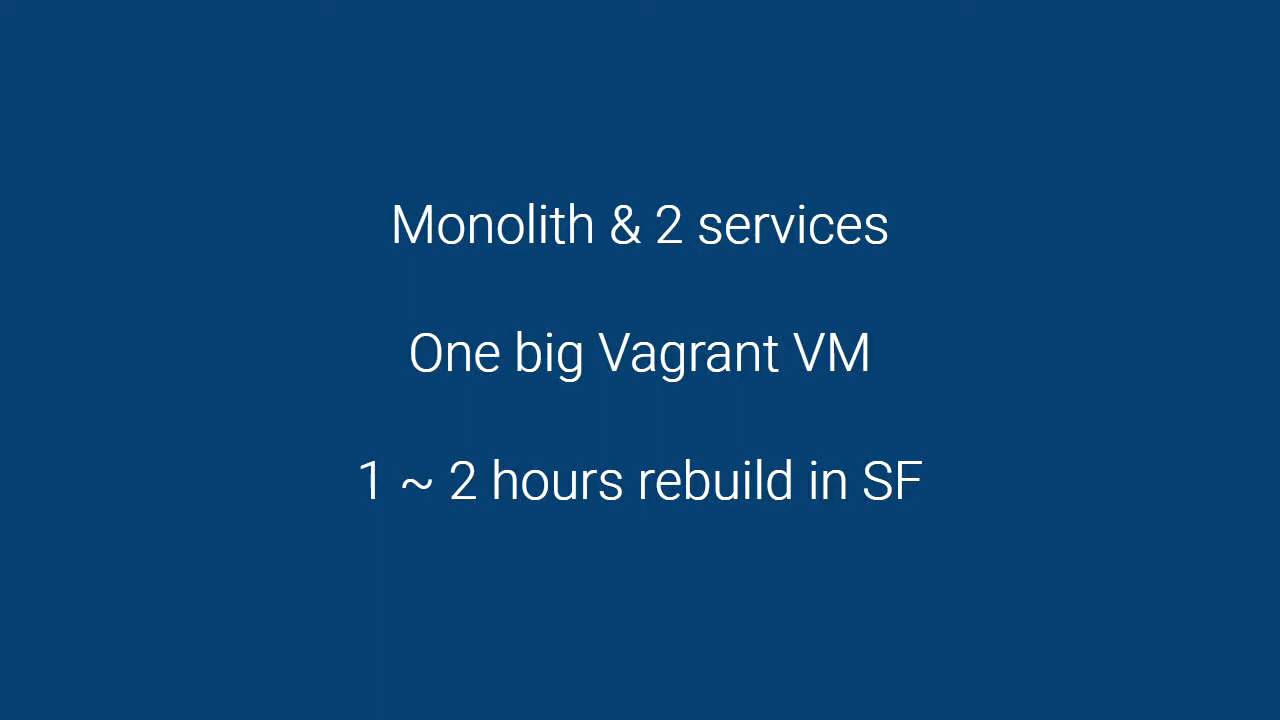 Monolith & 2 services
One big Vagrant VM
1 ~ 2 hours rebuild in SF